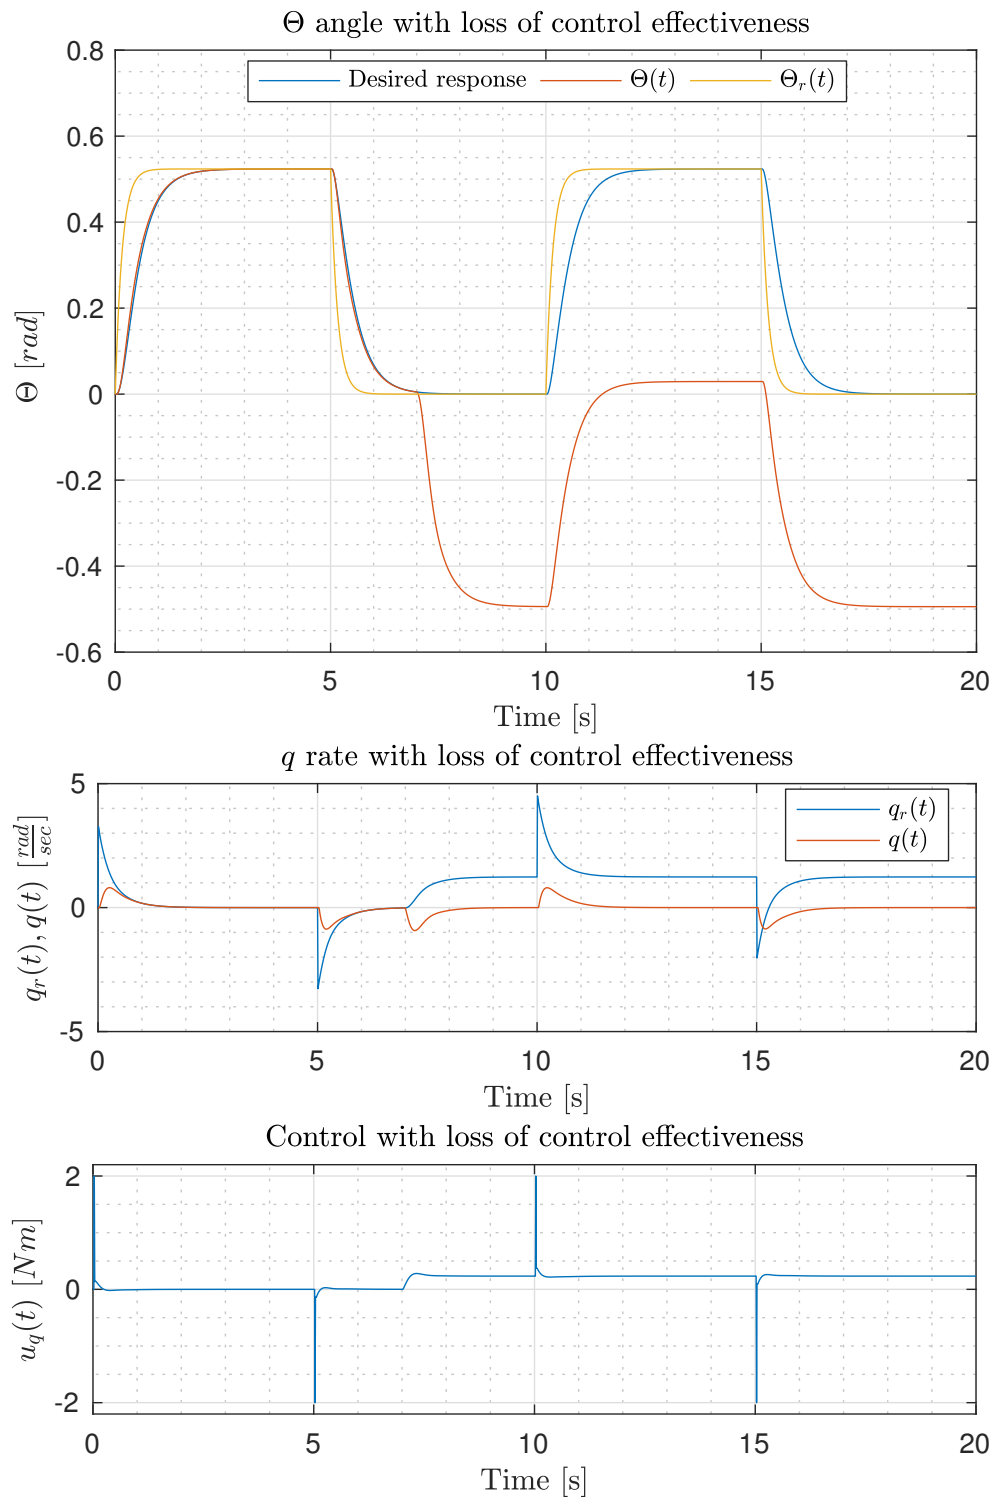 Θ angle with loss of control effectiveness
Desired response Θ(t) Θ_r(t)
0.8
0.6
0.4
0.2
0
-0.2
-0.4
-0.6
Θ [rad]
0 5 10 15 20
Time [s]
q rate with loss of control effectiveness
q_r(t)
q(t)
5
0
-5
q_r(t), q(t) [rad/sec]
0 5 10 15 20
Time [s]
Control with loss of control effectiveness
2
0
-2
u_q(t) [Nm]
0 5 10 15 20
Time [s]